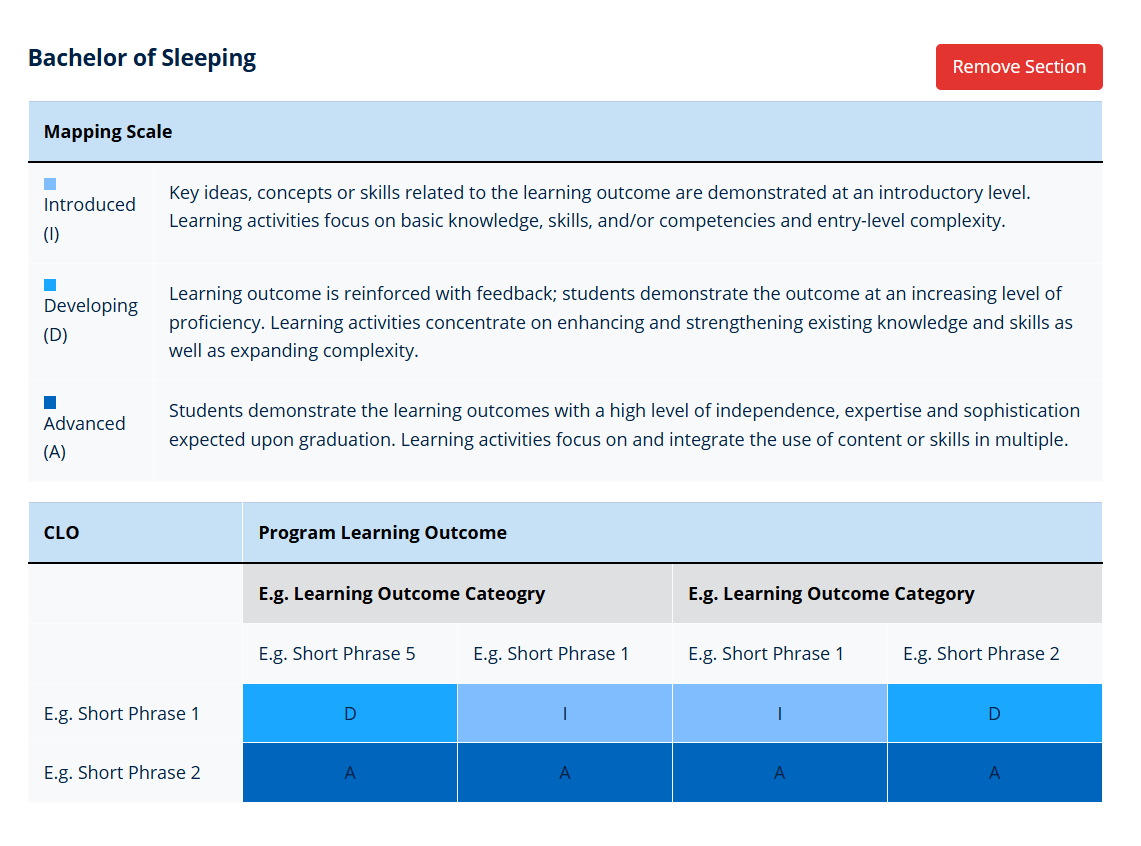 Bachelor of Sleeping
Remove Section
Mapping Scale
Introduced
(I)
Key ideas, concepts or skills related to the learning outcome are demonstrated at an introductory level.
Learning activities focus on basic knowledge, skills, and/or competencies and entry-level complexity.
Developing
(D)
Learning outcome is reinforced with feedback; students demonstrate the outcome at an increasing level of
proficiency. Learning activities concentrate on enhancing and strengthening existing knowledge and skills as
well as expanding complexity.
Advanced
(A)
Students demonstrate the learning outcomes with a high level of independence, expertise and sophistication
expected upon graduation. Learning activities focus on and integrate the use of content or skills in multiple.
CLO Program Learning Outcome
E.g. Learning Outcome Cateogry E.g. Learning Outcome Category
E.g. Short Phrase 5 E.g. Short Phrase 1 E.g. Short Phrase 1 E.g. Short Phrase 2
E.g. Short Phrase 1 D I I D
E.g. Short Phrase 2 A A A A